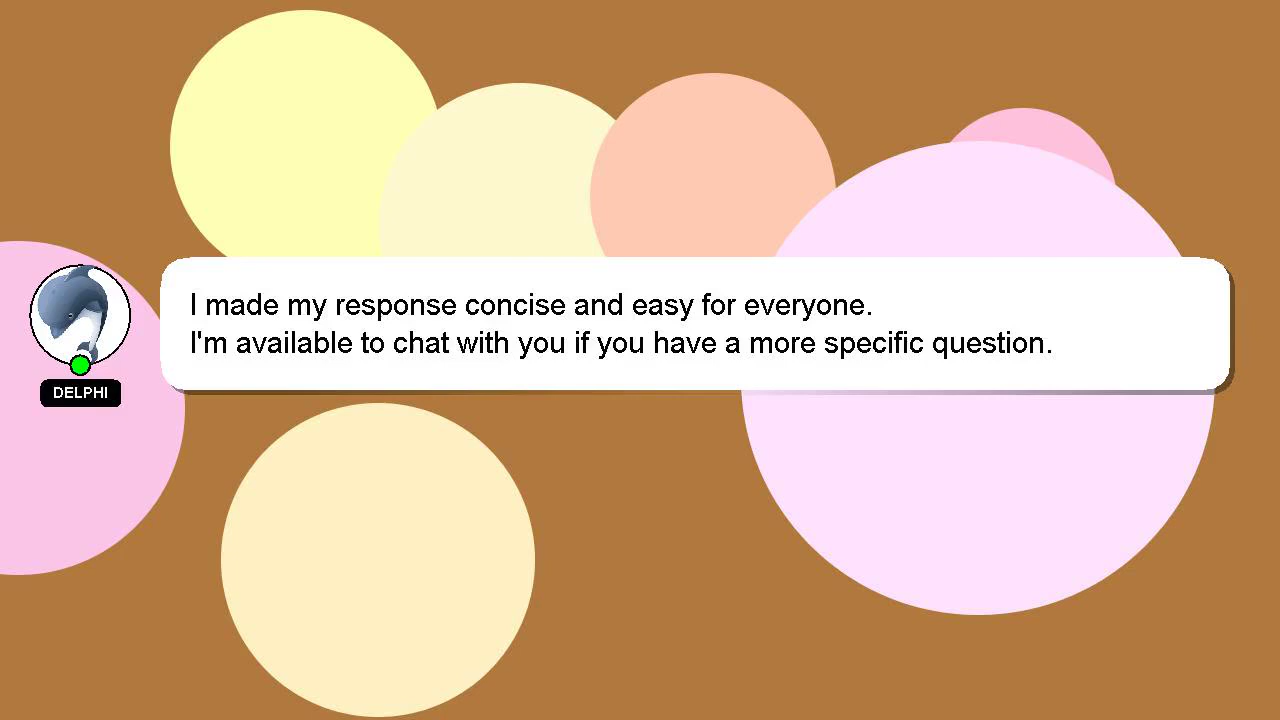 I made my response concise and easy for everyone.
I'm available to chat with you if you have a more specific question.
DELPHI